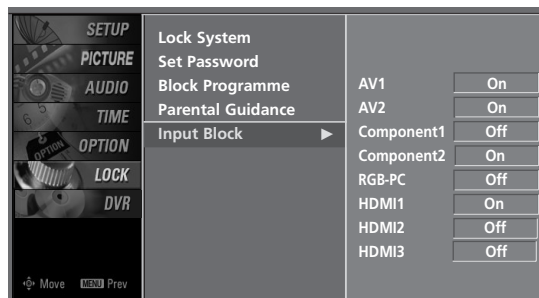 SETUP
PICTURE
AUDIO
TIME
OPTION
OPTION
LOCK
DVR
Move MENU Prev
Lock System
Set Password
Block Programme
Parental Guidance
Input Block ▶
AV1 On
AV2 On
Component1 Off
Component2 On
RGB-PC Off
HDMI1 On
HDMI2 Off
HDMI3 Off